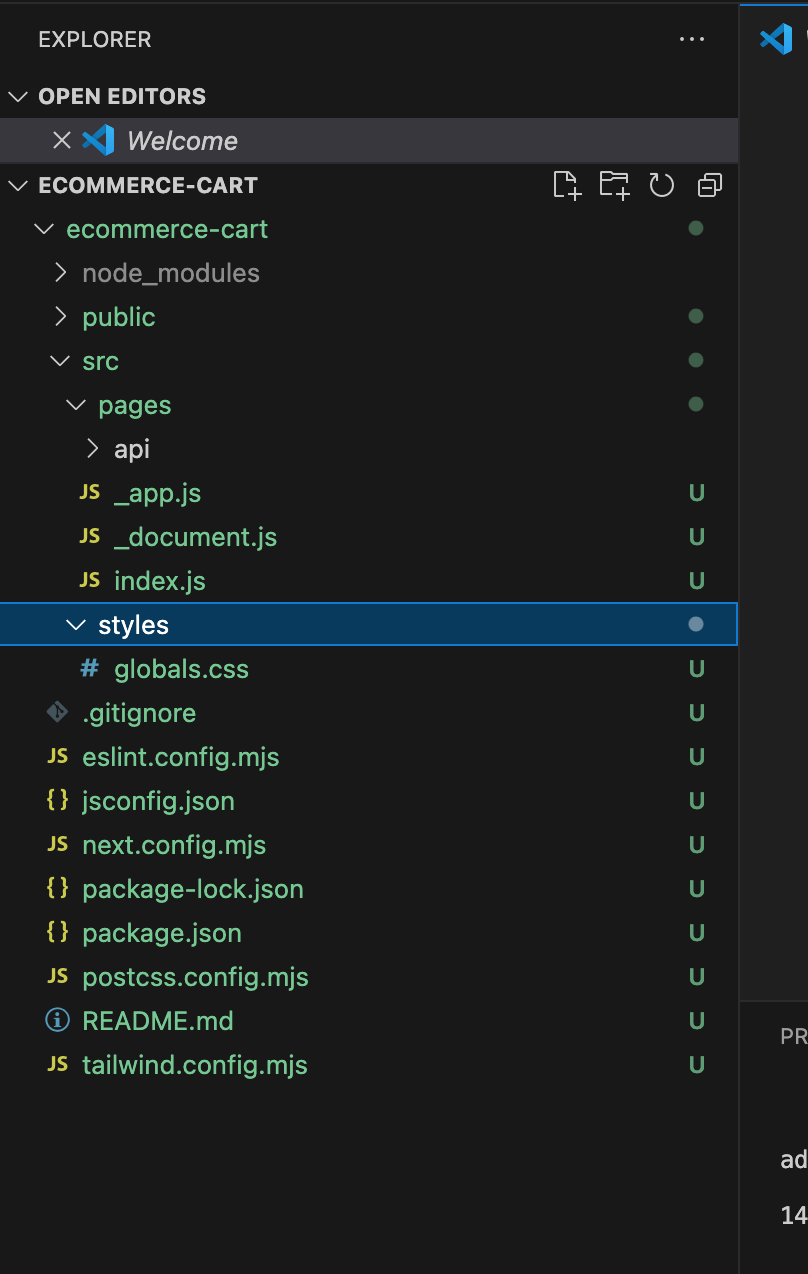 EXPLORER
OPEN EDITORS
Welcome
ECOMMERCE-CART
ecommerce-cart
node_modules
public
src
pages
api
JS _app.js U
JS _document.js U
JS index.js U
styles
# globals.css U
.gitignore U
JS eslint.config.mjs U
{} jsconfig.json U
JS next.config.mjs U
{} package-lock.json U
{} package.json U
JS postcss.config.mjs U
README.md U
JS tailwind.config.mjs U
PR
ad
14